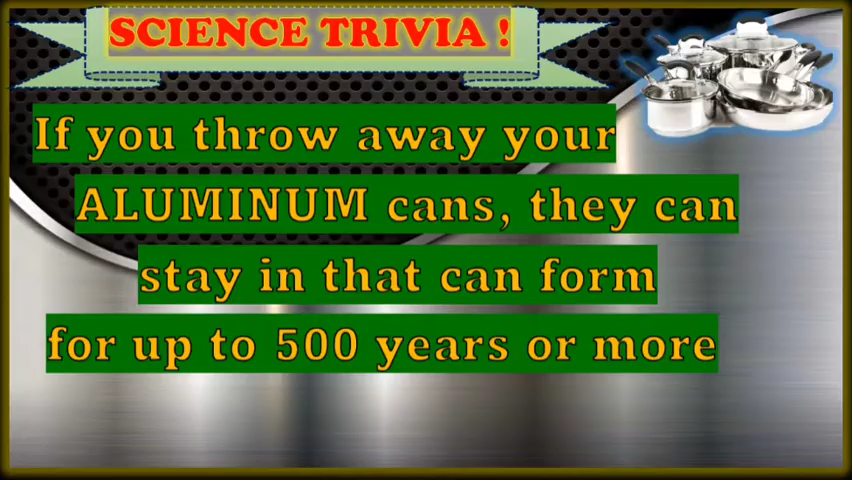 SCIENCE TRIVIA !
If you throw away your
ALUMINUM cans, they can
stay in that can form
for up to 500 years or more